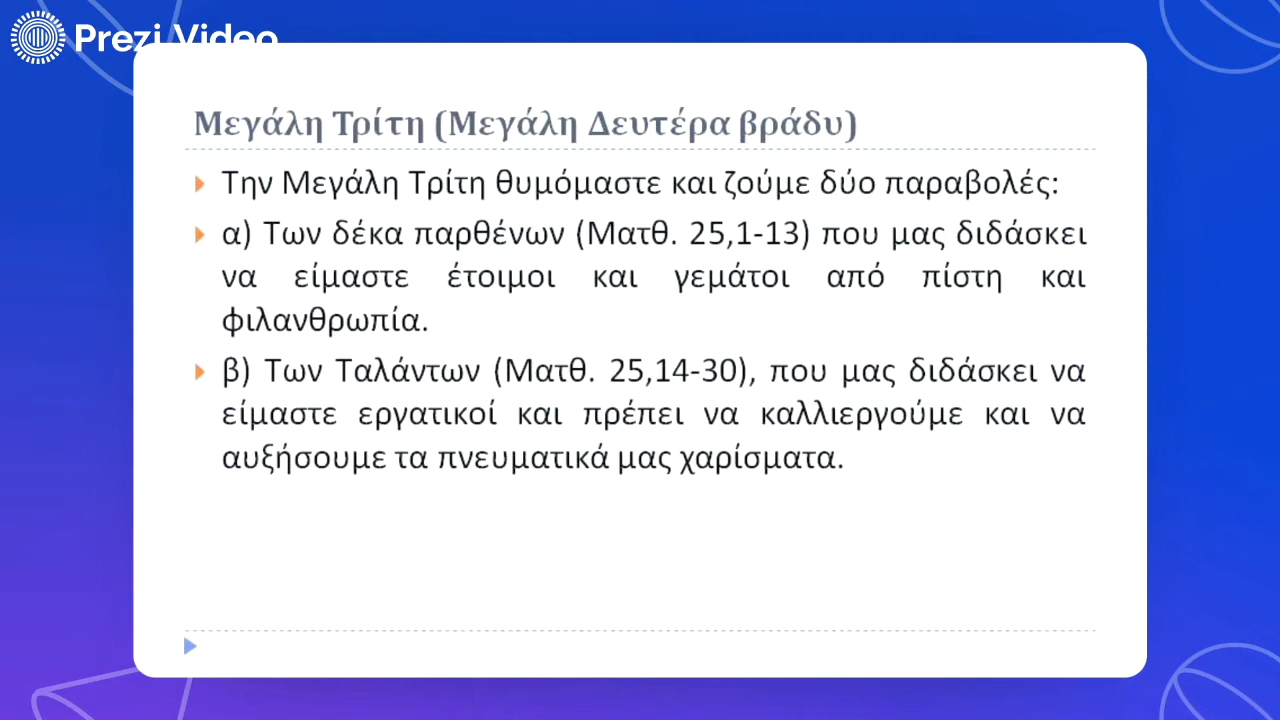 Prezi Video
Μεγάλη Τρίτη (Μεγάλη Δευτέρα βράδυ)
Την Μεγάλη Τρίτη θυμόμαστε και ζούμε δύο παραβολές:
α) Των δέκα παρθένων (Ματθ. 25,1-13) που μας διδάσκει
να είμαστε έτοιμοι και γεμάτοι από πίστη και
φιλανθρωπία.
β) Των Ταλάντων (Ματθ. 25,14-30), που μας διδάσκει να
είμαστε εργατικοί και πρέπει να καλλιεργούμε και να
αυξήσουμε τα πνευματικά μας χαρίσματα.